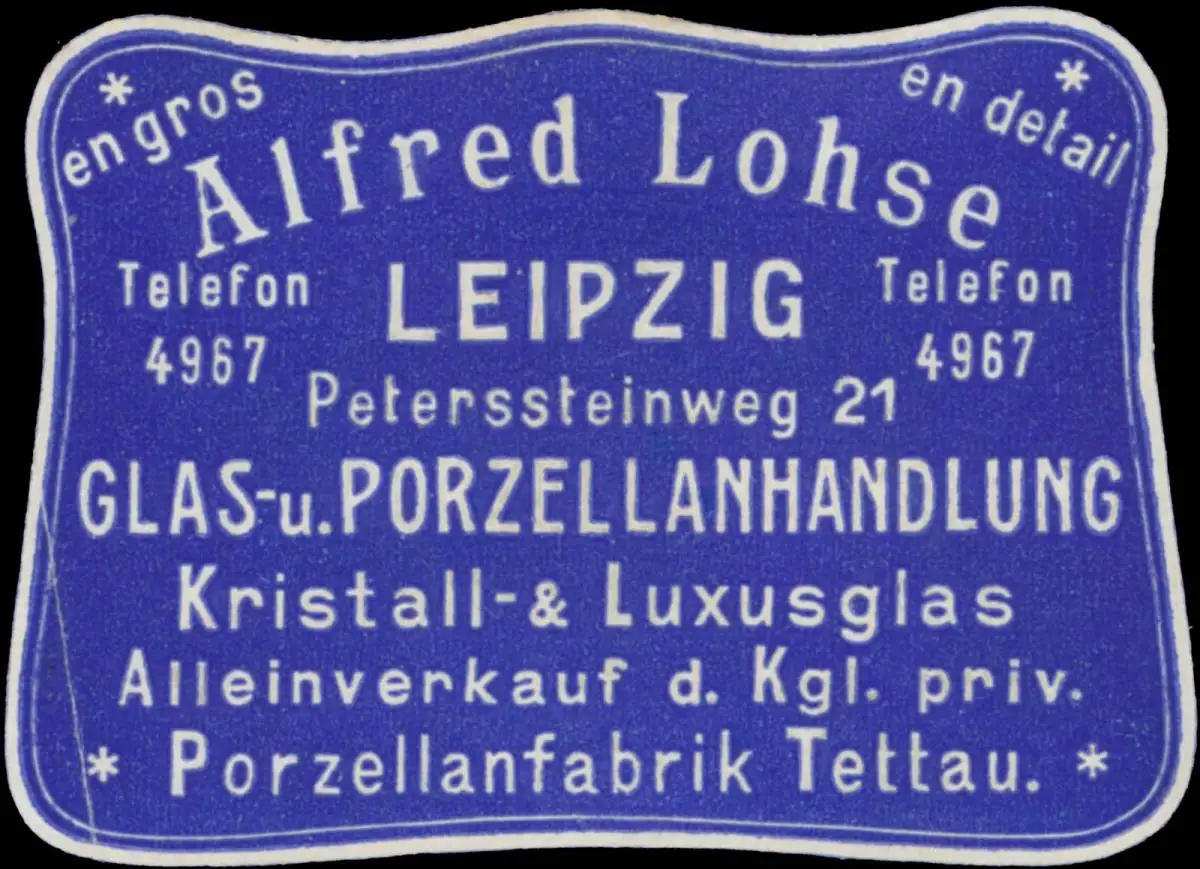 * en gros
* en detail
Alfred Lohse
Telefon 4967
LEIPZIG
Telefon 4967
Peterssteinweg 21
GLAS- u. PORZELLANHANDLUNG
Kristall- & Luxusglas
Alleinverkauf d. Kgl. priv.
* Porzellanfabrik Tettau. *